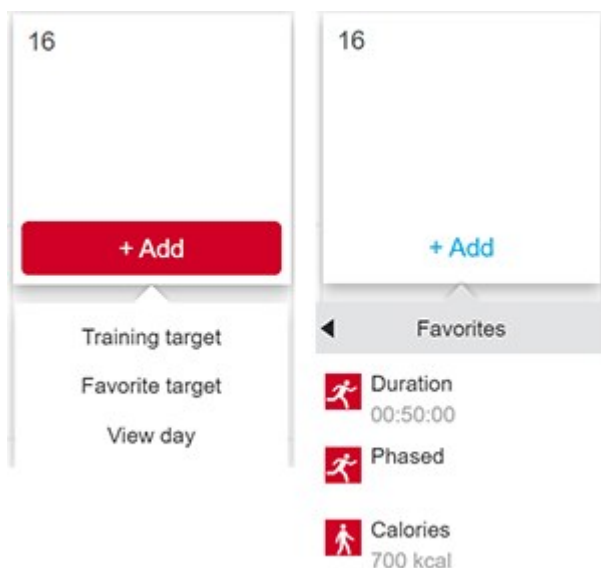 16
+ Add
Training target
Favorite target
View day
16
+ Add
Favorites
Duration
00:50:00
Phased
Calories
700 kcal